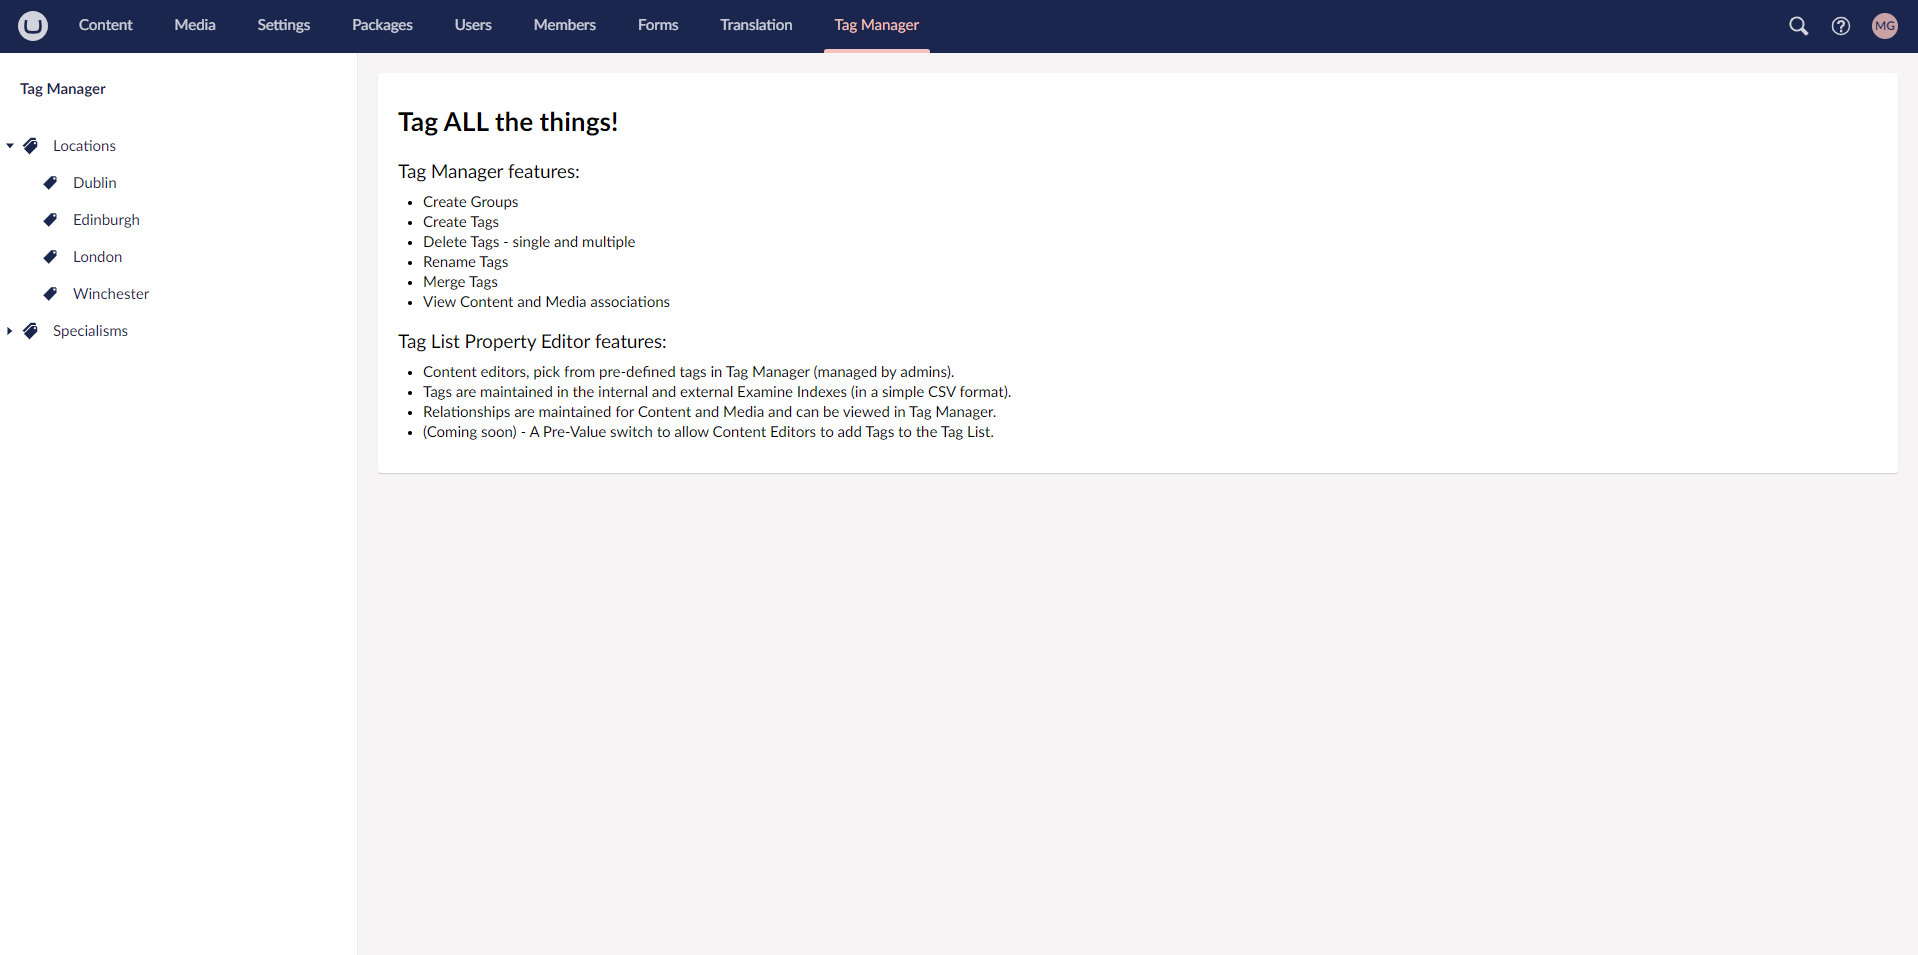 Content Media Settings Packages Users Members Forms Translation Tag Manager MG
Tag Manager
Locations
Dublin
Edinburgh
London
Winchester
Specialisms
Tag ALL the things!
Tag Manager features:
Create Groups
Create Tags
Delete Tags - single and multiple
Rename Tags
Merge Tags
View Content and Media associations
Tag List Property Editor features:
Content editors, pick from pre-defined tags in Tag Manager (managed by admins).
Tags are maintained in the internal and external Examine Indexes (in a simple CSV format).
Relationships are maintained for Content and Media and can be viewed in Tag Manager.
(Coming soon) - A Pre-Value switch to allow Content Editors to add Tags to the Tag List.